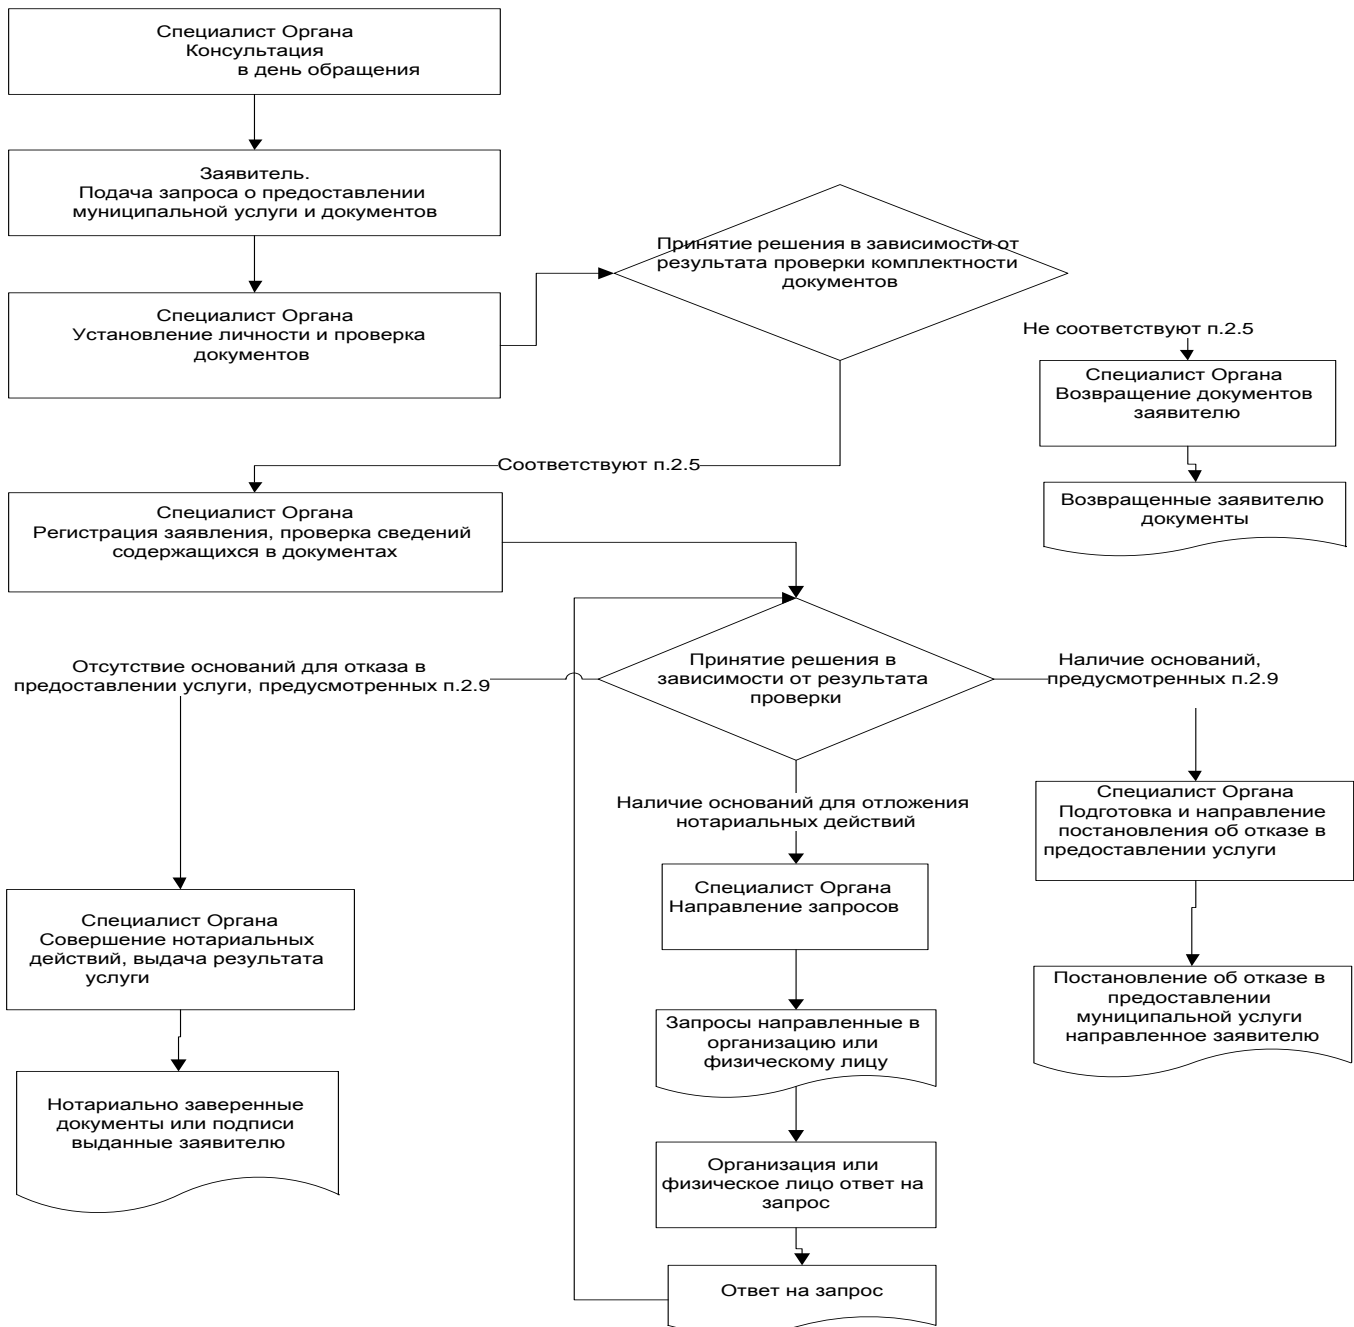 Специалист Органа
Консультация
в день обращения
Заявитель.
Подача запроса о предоставлении
муниципальной услуги и документов
Специалист Органа
Установление личности и проверка
документов
Принятие решения в зависимости от
результата проверки комплектности
документов
Не соответствуют п.2.5
Специалист Органа
Возвращение документов
заявителю
Возвращенные заявителю
документы
Соответствуют п.2.5
Специалист Органа
Регистрация заявления, проверка сведений
содержащихся в документах
Принятие решения в
зависимости от результата
проверки
Отсутствие оснований для отказа в
предоставлении услуги, предусмотренных п.2.9
Наличие оснований,
предусмотренных п.2.9
Наличие оснований для отложения
нотариальных действий
Специалист Органа
Подготовка и направление
постановления об отказе в
предоставлении услуги
Специалист Органа
Направление запросов
Специалист Органа
Совершение нотариальных
действий, выдача результата
услуги
Постановление об отказе в
предоставлении
муниципальной услуги
направленное заявителю
Запросы направленные в
организацию или
физическому лицу
Нотариально заверенные
документы или подписи
выданные заявителю
Организация или
физическое лицо ответ на
запрос
Ответ на запрос